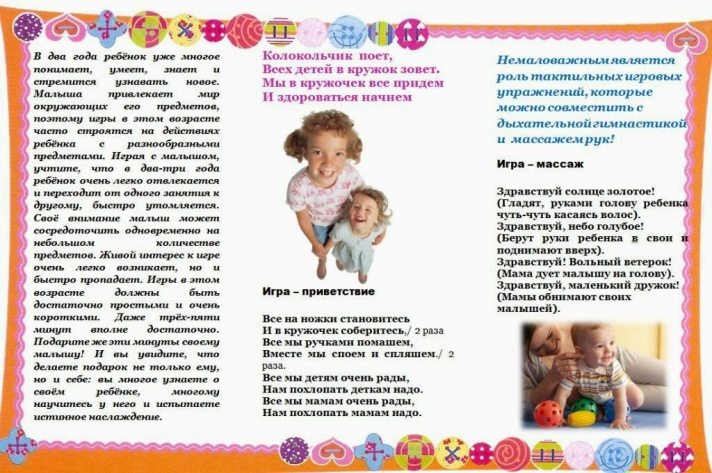 В два года ребёнок уже многое
понимает, умеет, знает и
стремится узнавать новое.
Малыша привлекает мир
окружающих его предметов,
поэтому игры в этом возрасте
часто строятся на действиях
ребёнка с разнообразными
предметами. Играя с малышом,
учтите, что в два-три года
ребёнок очень легко отвлекается
и переходит от одного занятия к
другому, быстро утомляется.
Своё внимание малыш может
сосредоточить одновременно на
небольшом количестве
предметов. Живой интерес к игре
очень легко возникает, но и
быстро пропадает. Игры в этом
возрасте должны быть
достаточно простыми и очень
короткими. Даже трёх-пяти
минут вполне достаточно.
Подарите же эти минуты своему
малышу! И вы увидите, что
делаете подарок не только ему,
но и себе: вы многое узнаете о
своём ребёнке, многому
научитесь у него и испытаете
истинное наслаждение.
Колокольчик поет,
Всех детей в кружок зовет.
Мы в кружочек все придем
И здороваться начнем
Игра – приветствие
Все на ножки становитесь
И в кружочек соберитесь,/ 2 раза
Все мы ручками помашем,
Вместе мы споем и спляшем./ 2
раза.
Все мы детям очень рады,
Нам похлопать деткам надо.
Все мы мамам очень рады,
Нам похлопать мамам надо.
Немаловажным является
роль тактильных игровых
упражнений, которые
можно совместить с
дыхательной гимнастикой
и массажем рук!
Игра – массаж
Здравствуй солнце золотое!
(Гладят, руками голову ребенка
чуть-чуть касаясь волос).
Здравствуй, небо голубое!
(Берут руки ребенка в свои и
поднимают вверх).
Здравствуй! Вольный ветерок!
(Мама дует малышу на голову).
Здравствуй, маленький дружок!
(Мамы обнимают своих
малышей).